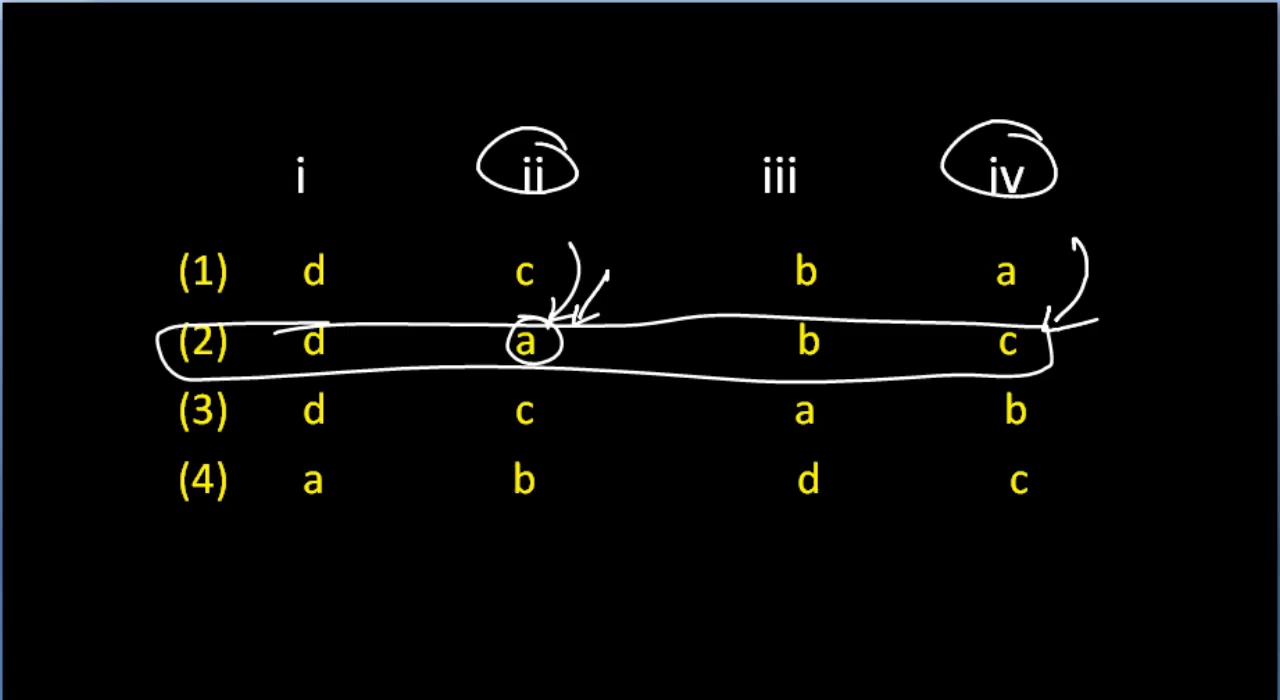 i ii iii iv
(1) d c b a
(2) d a b c
(3) d c a b
(4) a b d c